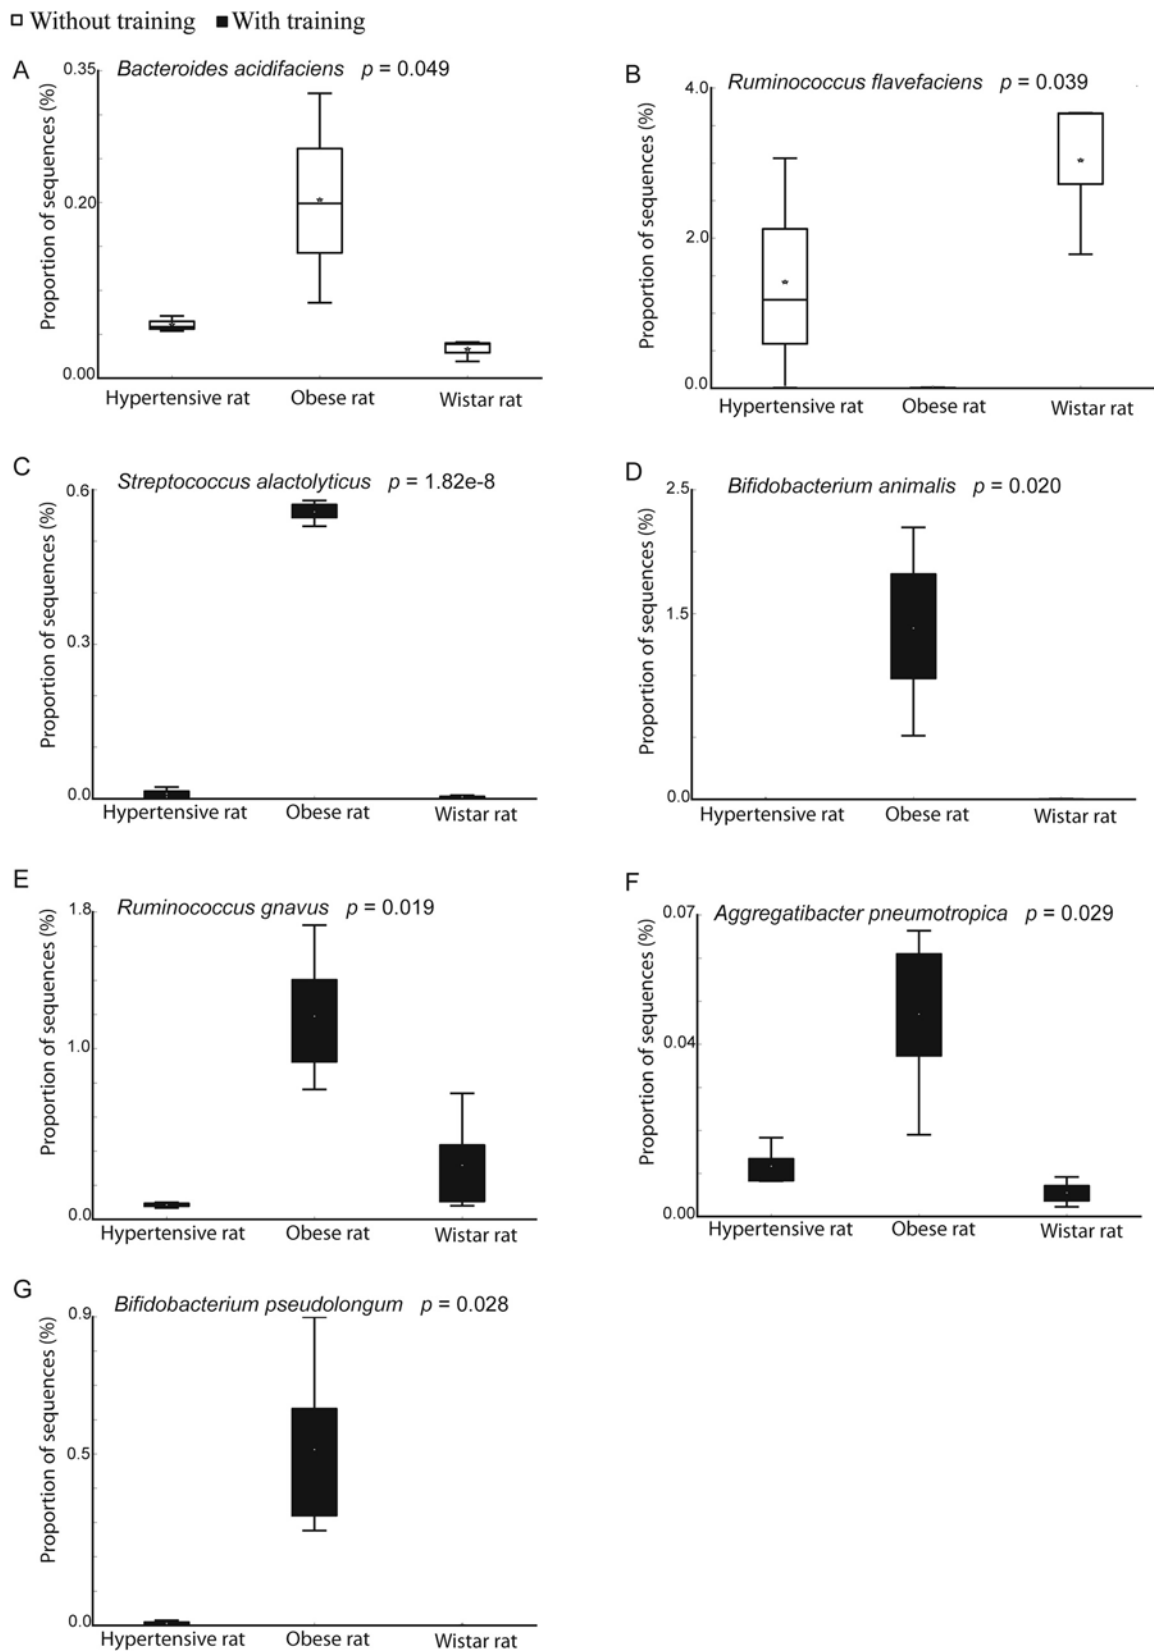 Without training With training
A
Bacteroides acidifaciens p = 0.049
Proportion of sequences (%)
0.35
0.20
0.00
Hypertensive rat Obese rat Wistar rat
B
Ruminococcus flavefaciens p = 0.039
Proportion of sequences (%)
4.0
2.0
0.0
Hypertensive rat Obese rat Wistar rat
C
Streptococcus alactolyticus p = 1.82e-8
Proportion of sequences (%)
0.6
0.3
0.0
Hypertensive rat Obese rat Wistar rat
D
Bifidobacterium animalis p = 0.020
Proportion of sequences (%)
2.5
1.5
0.0
Hypertensive rat Obese rat Wistar rat
E
Ruminococcus gnavus p = 0.019
Proportion of sequences (%)
1.8
1.0
0.0
Hypertensive rat Obese rat Wistar rat
F
Aggregatibacter pneumotropica p = 0.029
Proportion of sequences (%)
0.07
0.04
0.00
Hypertensive rat Obese rat Wistar rat
G
Bifidobacterium pseudolongum p = 0.028
Proportion of sequences (%)
0.9
0.5
0.0
Hypertensive rat Obese rat Wistar rat